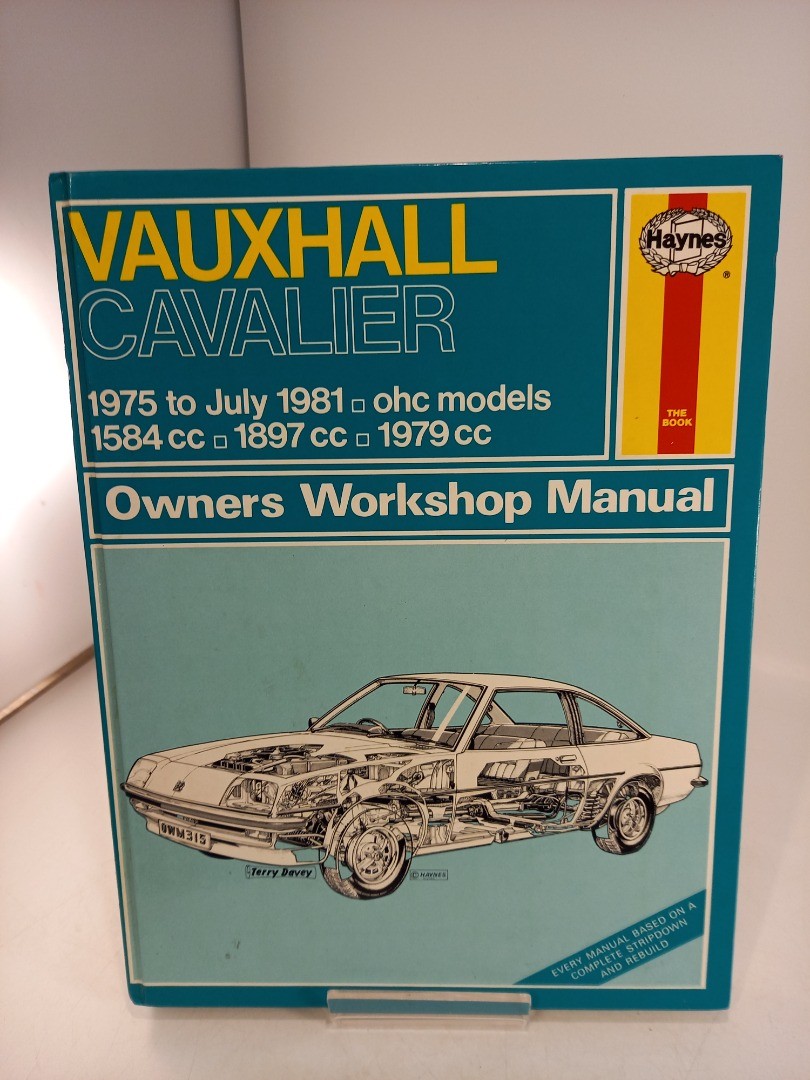 VAUXHALL
CAVALIER
1975 to July 1981 □ ohc models
1584 cc □ 1897 cc □ 1979 cc
Haynes
®
THE
BOOK
Owners Workshop Manual
OWM315
Terry Davey
© HAYNES
EVERY MANUAL BASED ON A
COMPLETE STRIPDOWN
AND REBUILD